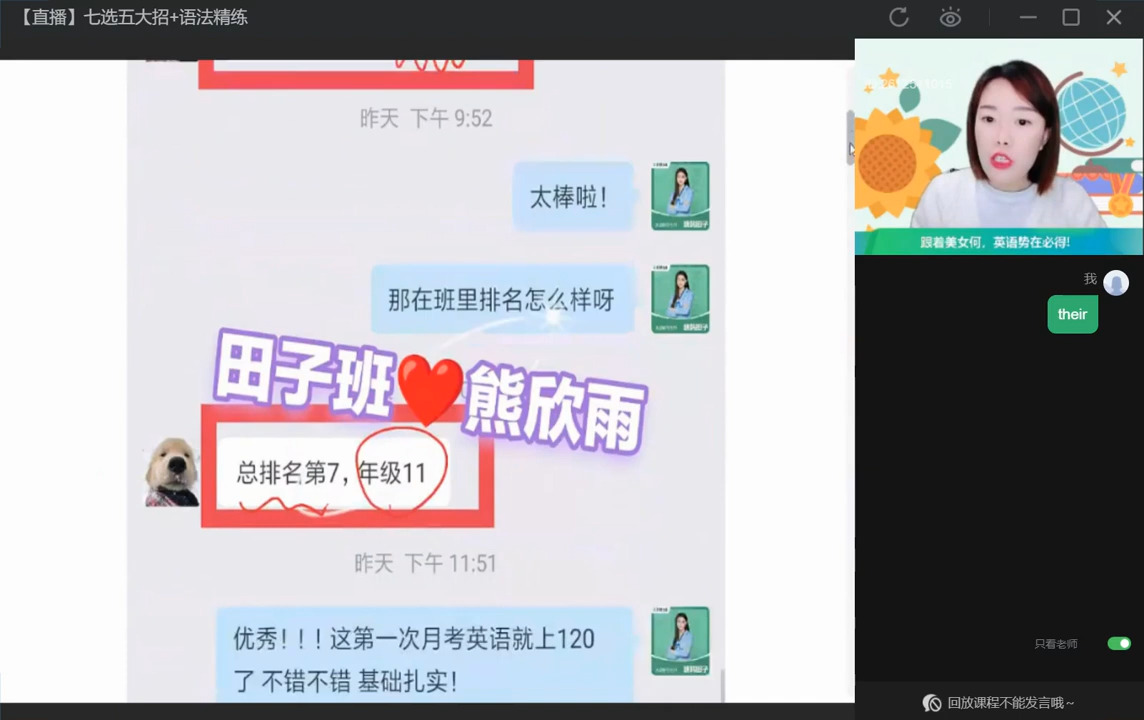 【直播】七选五大招+语法精练
昨天 下午 9:52
太棒啦！
那在班里排名怎么样呀
田子班❤️熊欣雨
总排名第7，年级11
昨天 下午 11:51
优秀！！！这第一次月考英语就上120
了 不错不错 基础扎实！
跟着美女何，英语势在必得!
我
their
只看老师
回放课程不能发言哦~